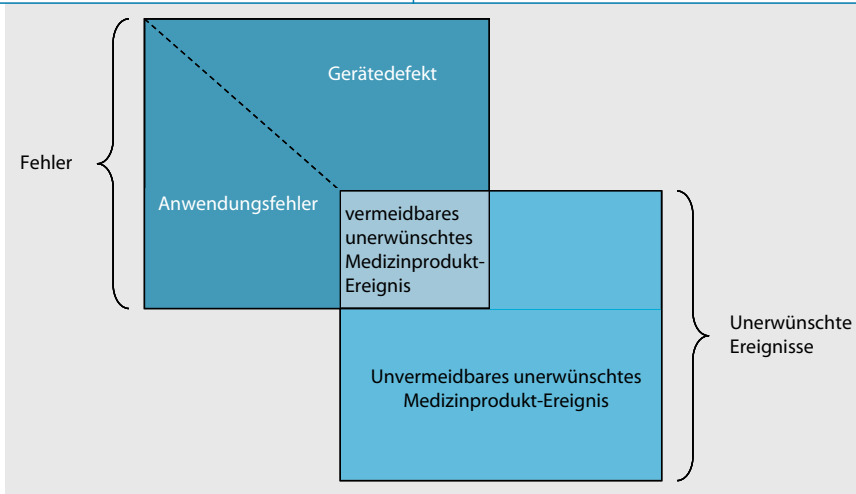 Gerätedefekt
Fehler
Anwendungsfehler
vermeidbares
unerwünschtes
Medizinprodukt-
Ereignis
Unerwünschte
Ereignisse
Unvermeidbares unerwünschtes
Medizinprodukt-Ereignis